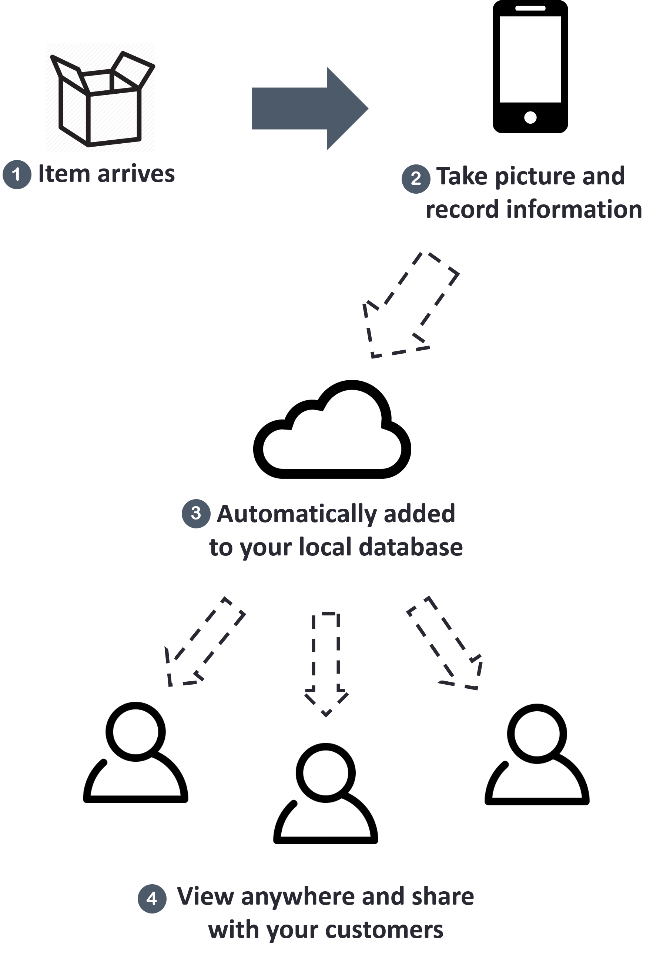 1 Item arrives
2 Take picture and
record information
3 Automatically added
to your local database
4 View anywhere and share
with your customers